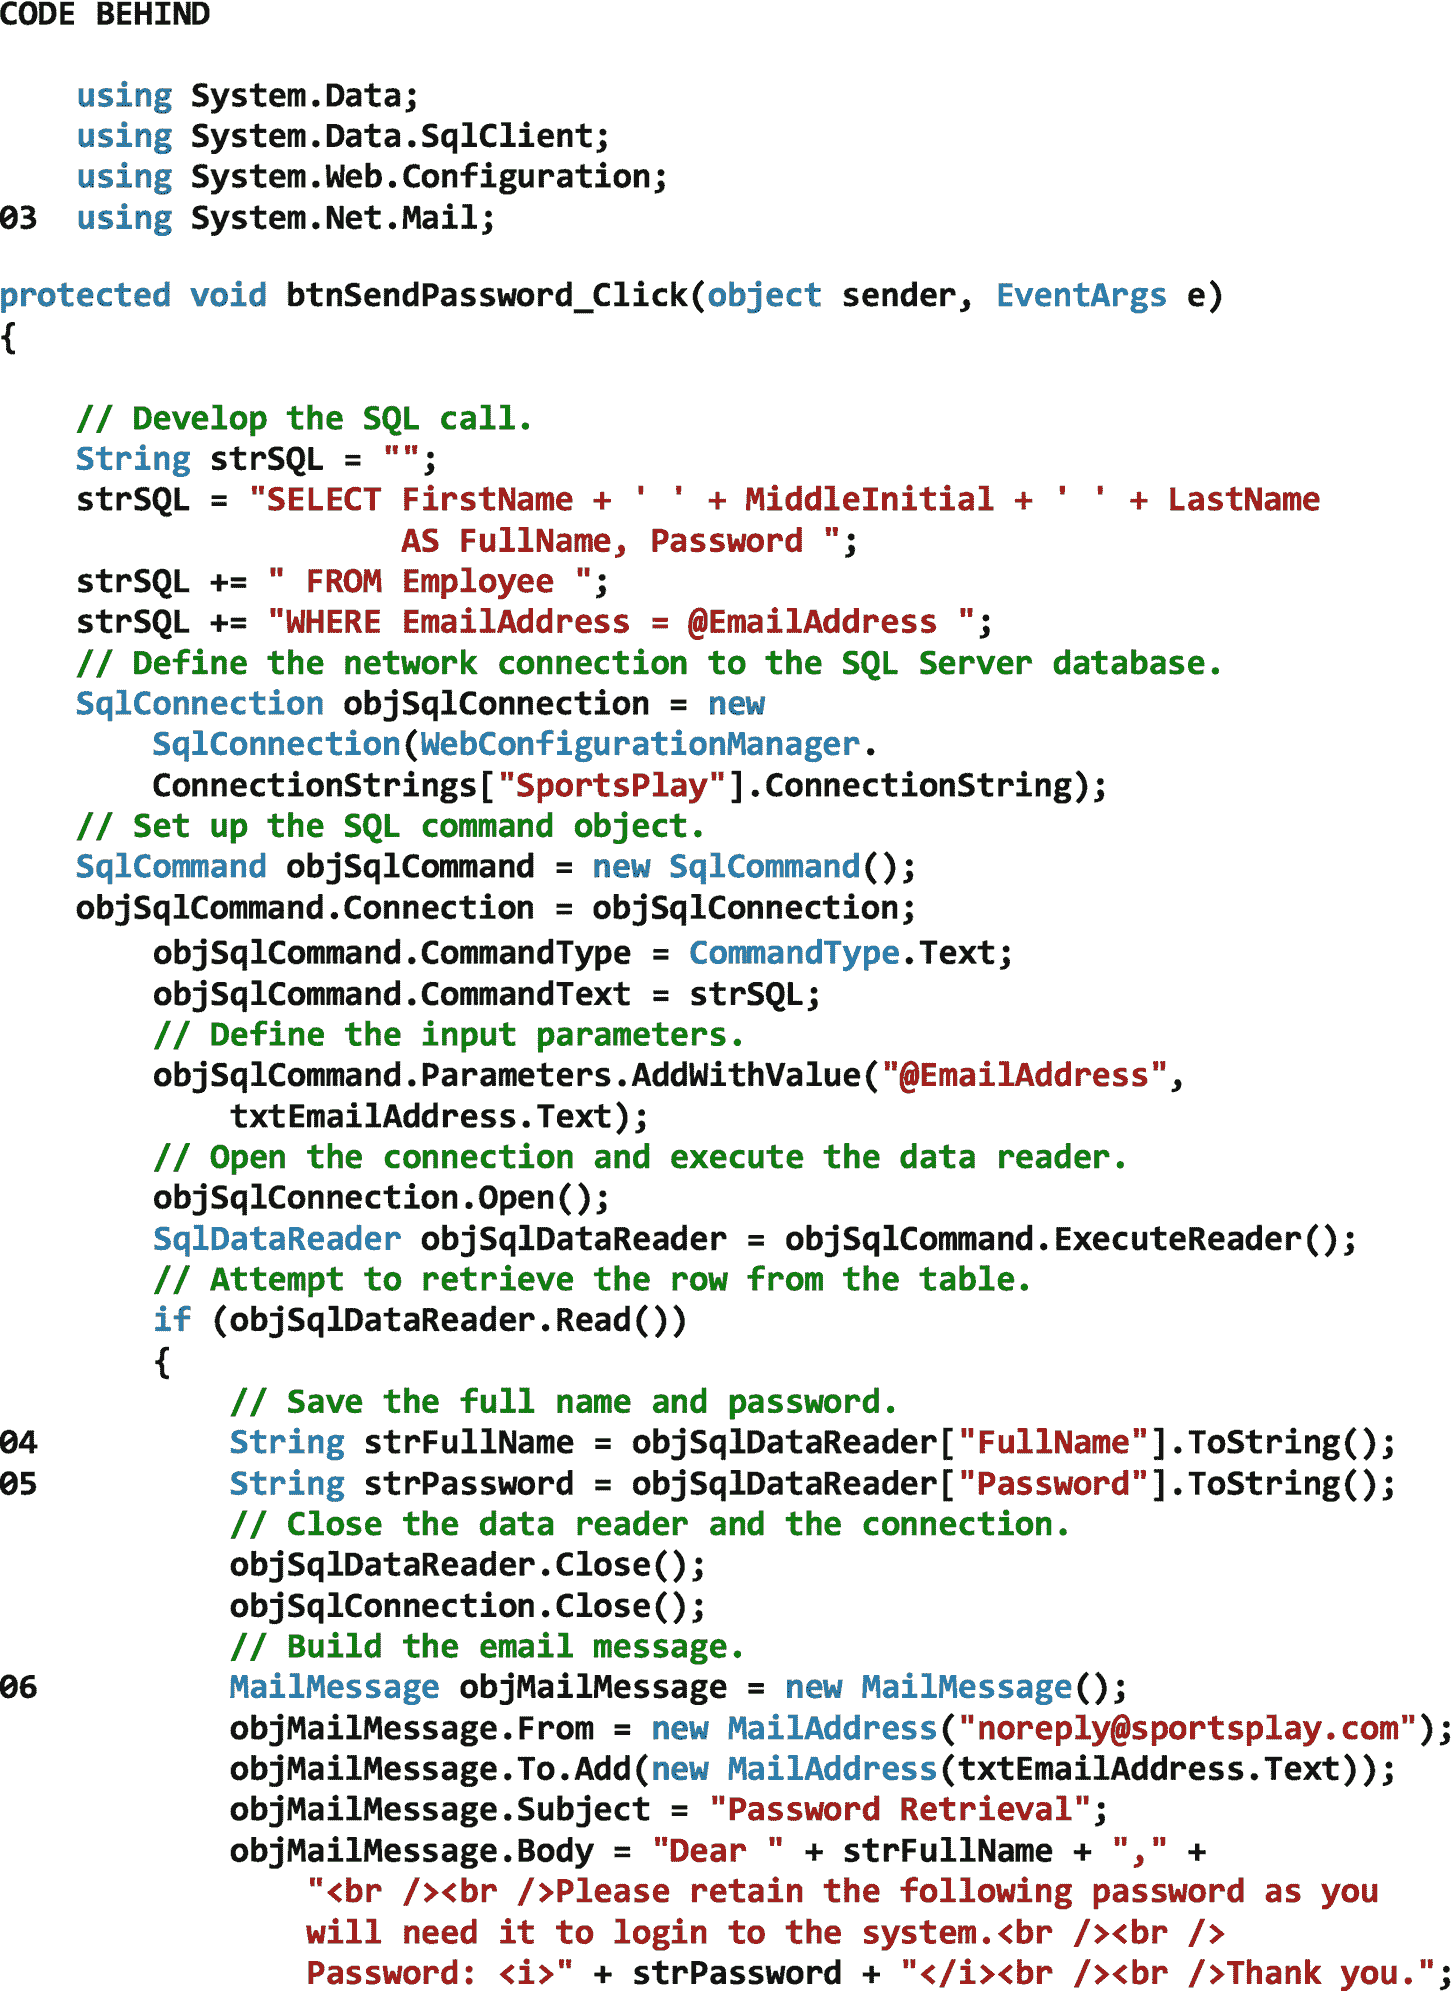 CODE BEHIND
using System.Data;
using System.Data.SqlClient;
using System.Web.Configuration;
03 using System.Net.Mail;
protected void btnSendPassword_Click(object sender, EventArgs e)
{
// Develop the SQL call.
String strSQL = "";
strSQL = "SELECT FirstName + ' ' + MiddleInitial + ' ' + LastName
AS FullName, Password ";
strSQL += " FROM Employee ";
strSQL += "WHERE EmailAddress = @EmailAddress ";
// Define the network connection to the SQL Server database.
SqlConnection objSqlConnection = new
SqlConnection(WebConfigurationManager.
ConnectionStrings["SportsPlay"].ConnectionString);
// Set up the SQL command object.
SqlCommand objSqlCommand = new SqlCommand();
objSqlCommand.Connection = objSqlConnection;
objSqlCommand.CommandType = CommandType.Text;
objSqlCommand.CommandText = strSQL;
// Define the input parameters.
objSqlCommand.Parameters.AddWithValue("@EmailAddress",
txtEmailAddress.Text);
// Open the connection and execute the data reader.
objSqlConnection.Open();
SqlDataReader objSqlDataReader = objSqlCommand.ExecuteReader();
// Attempt to retrieve the row from the table.
if (objSqlDataReader.Read())
{
// Save the full name and password.
04 String strFullName = objSqlDataReader["FullName"].ToString();
05 String strPassword = objSqlDataReader["Password"].ToString();
// Close the data reader and the connection.
objSqlDataReader.Close();
objSqlConnection.Close();
// Build the email message.
06 MailMessage objMailMessage = new MailMessage();
objMailMessage.From = new MailAddress("noreply@sportsplay.com");
objMailMessage.To.Add(new MailAddress(txtEmailAddress.Text));
objMailMessage.Subject = "Password Retrieval";
objMailMessage.Body = "Dear " + strFullName + "," +
"<br /><br />Please retain the following password as you
will need it to login to the system.<br /><br />
Password: <i>" + strPassword + "</i><br /><br />Thank you.";